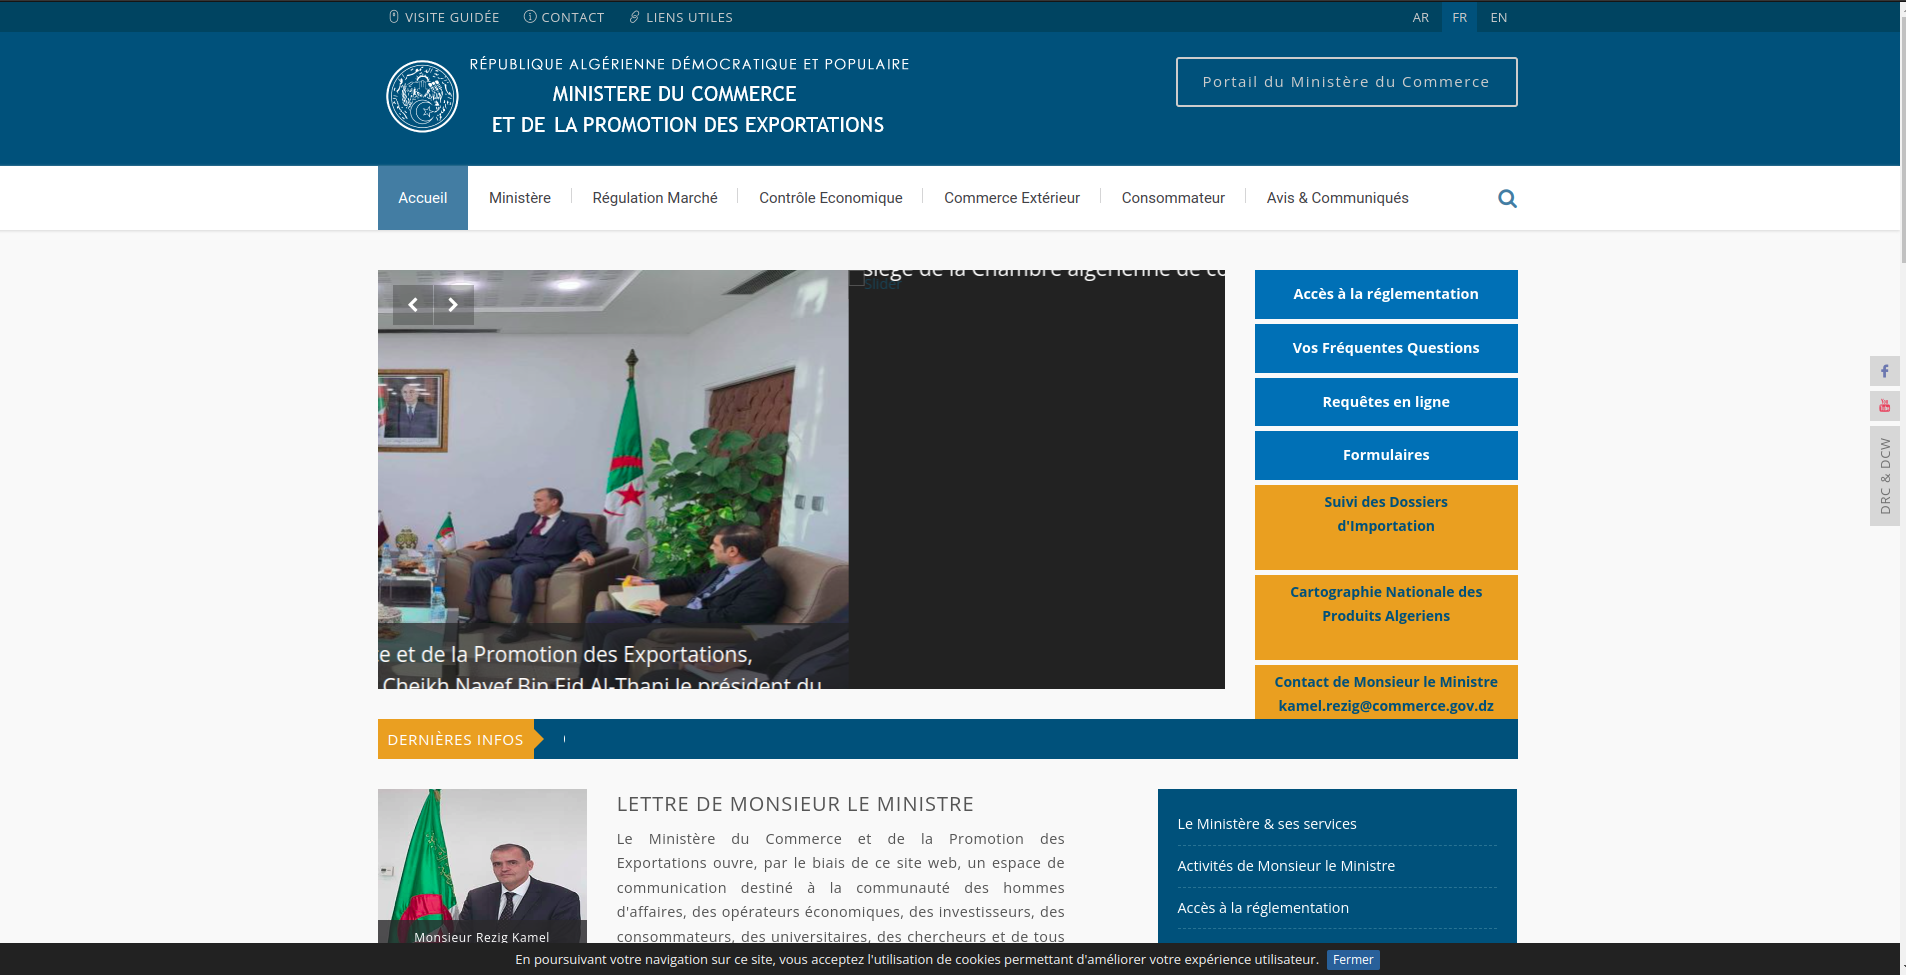 VISITE GUIDÉE
CONTACT
LIENS UTILES
AR
FR
EN
RÉPUBLIQUE ALGÉRIENNE DÉMOCRATIQUE ET POPULAIRE
MINISTERE DU COMMERCE
ET DE LA PROMOTION DES EXPORTATIONS
Portail du Ministère du Commerce
Accueil
Ministère
Régulation Marché
Contrôle Economique
Commerce Extérieur
Consommateur
Avis & Communiqués
siège de la Chambre algérienne de co
Slider
e et de la Promotion des Exportations,
Cheikh Nayef Bin Eid Al-Thani le président du
Accès à la réglementation
Vos Fréquentes Questions
Requêtes en ligne
Formulaires
Suivi des Dossiers
d'Importation
Cartographie Nationale des
Produits Algeriens
Contact de Monsieur le Ministre
kamel.rezig@commerce.gov.dz
DRC & DCW
DERNIÈRES INFOS
Monsieur Rezig Kamel
LETTRE DE MONSIEUR LE MINISTRE
Le Ministère du Commerce et de la Promotion des
Exportations ouvre, par le biais de ce site web, un espace de
communication destiné à la communauté des hommes
d'affaires, des opérateurs économiques, des investisseurs, des
consommateurs, des universitaires, des chercheurs et de tous
Le Ministère & ses services
Activités de Monsieur le Ministre
Accès à la réglementation
En poursuivant votre navigation sur ce site, vous acceptez l'utilisation de cookies permettant d'améliorer votre expérience utilisateur.
Fermer